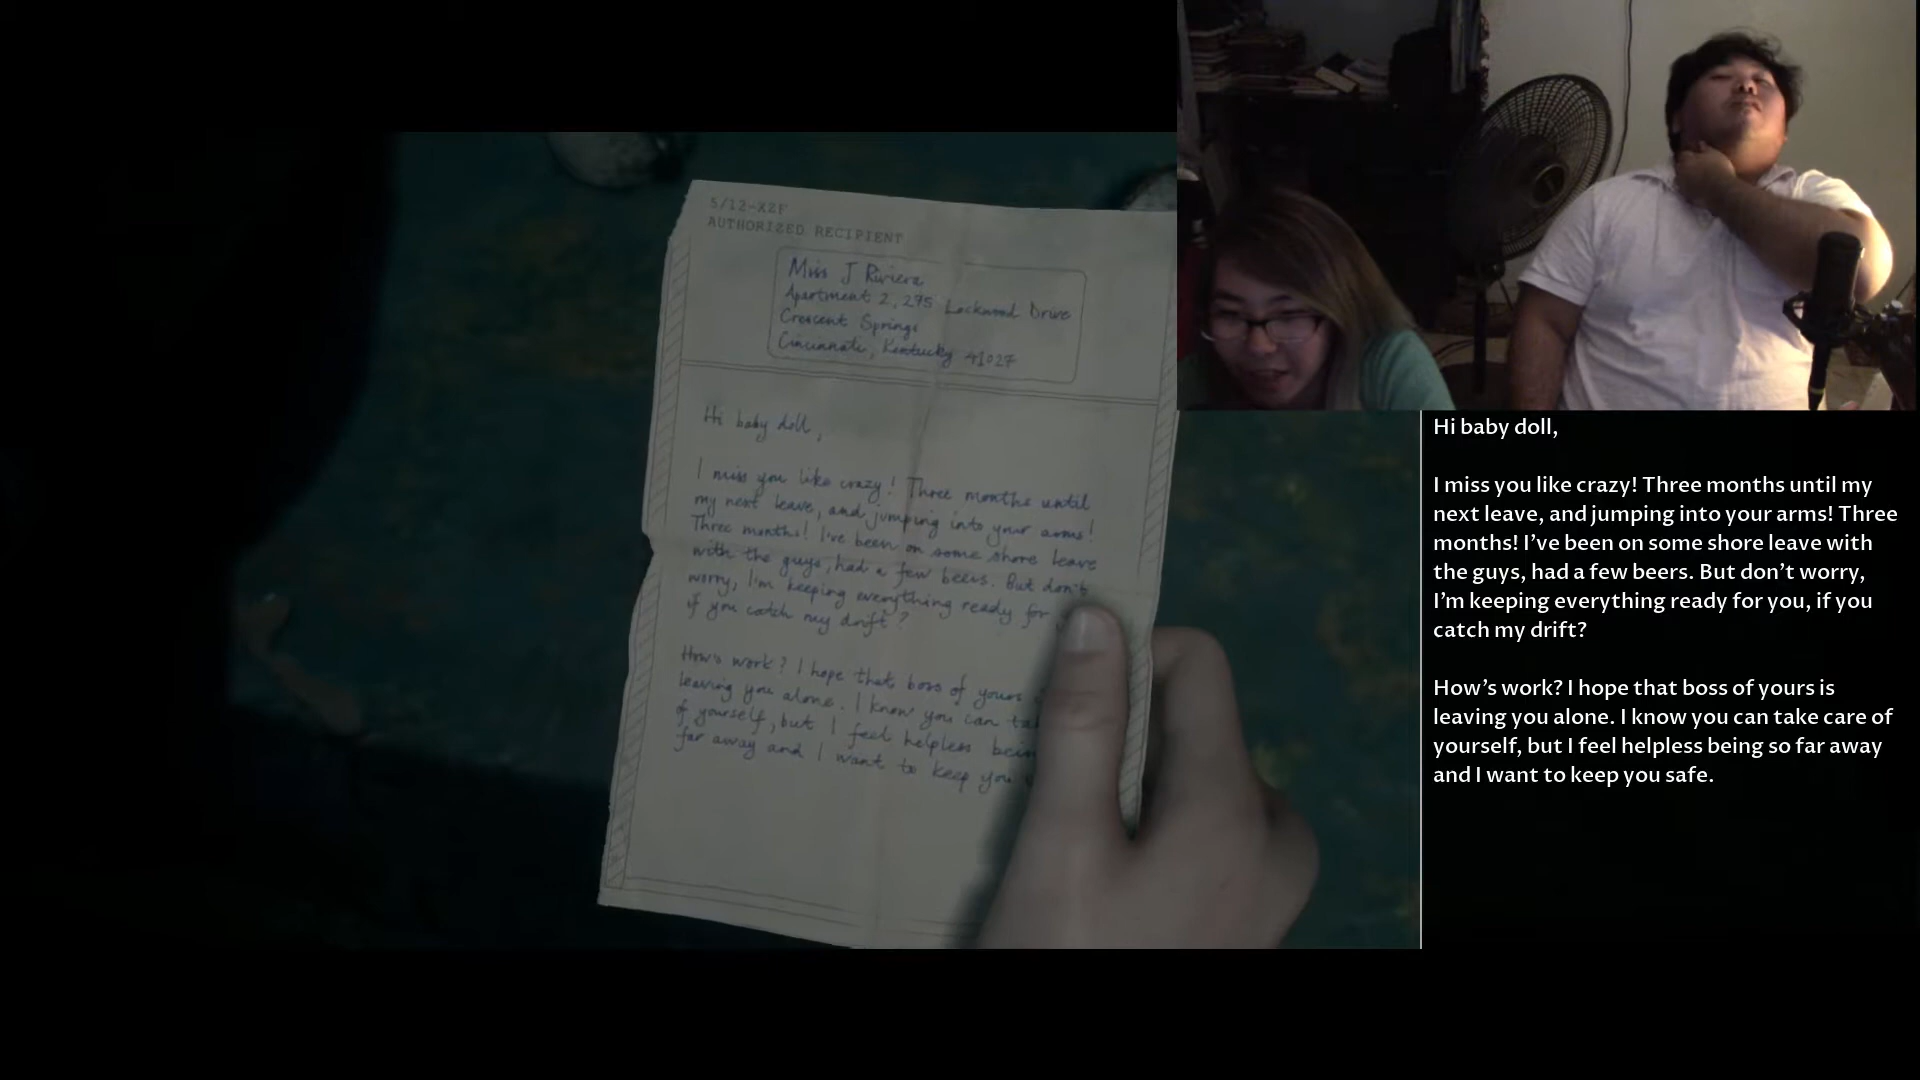 5/12-XZF
AUTHORIZED RECIPIENT
Miss J Riviera
Apartment 2, 275 Lockwood Drive
Crescent Springs
Cincinnati, Kentucky 41027
Hi baby doll,
I miss you like crazy! Three months until
my next leave, and jumping into your arms!
Three months! I've been on some shore leave
with the guys, had a few beers. But don't
worry, I'm keeping everything ready for
if you catch my drift?
How's work? I hope that boss of yours
leaving you alone. I know you can ta
of yourself, but I feel helpless bein
far away and I want to keep you
Hi baby doll,
I miss you like crazy! Three months until my
next leave, and jumping into your arms! Three
months! I've been on some shore leave with
the guys, had a few beers. But don't worry,
I'm keeping everything ready for you, if you
catch my drift?
How's work? I hope that boss of yours is
leaving you alone. I know you can take care of
yourself, but I feel helpless being so far away
and I want to keep you safe.